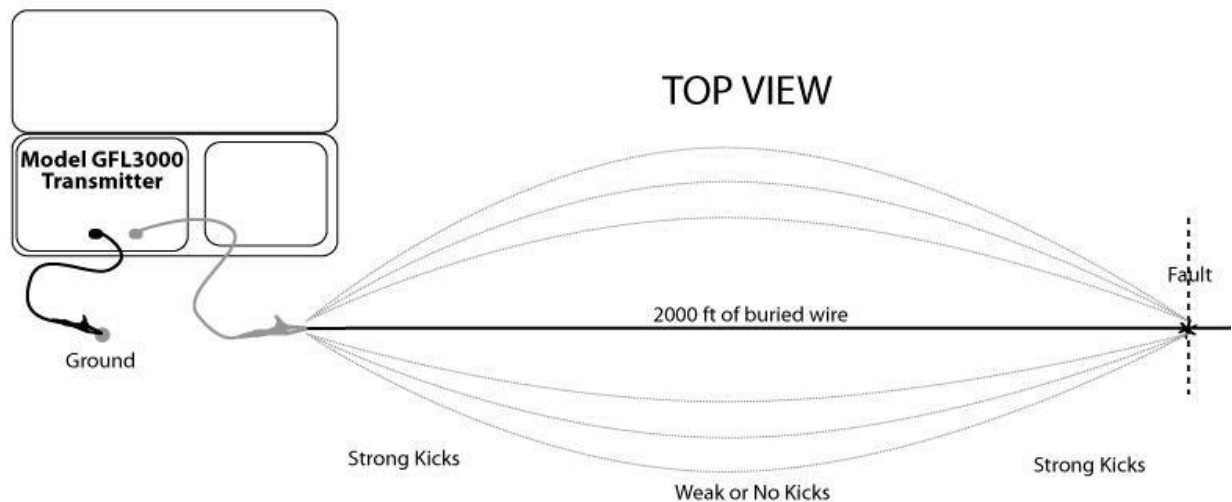 TOP VIEW
Model GFL3000
Transmitter
Fault
2000 ft of buried wire
Ground
Strong Kicks
Weak or No Kicks
Strong Kicks